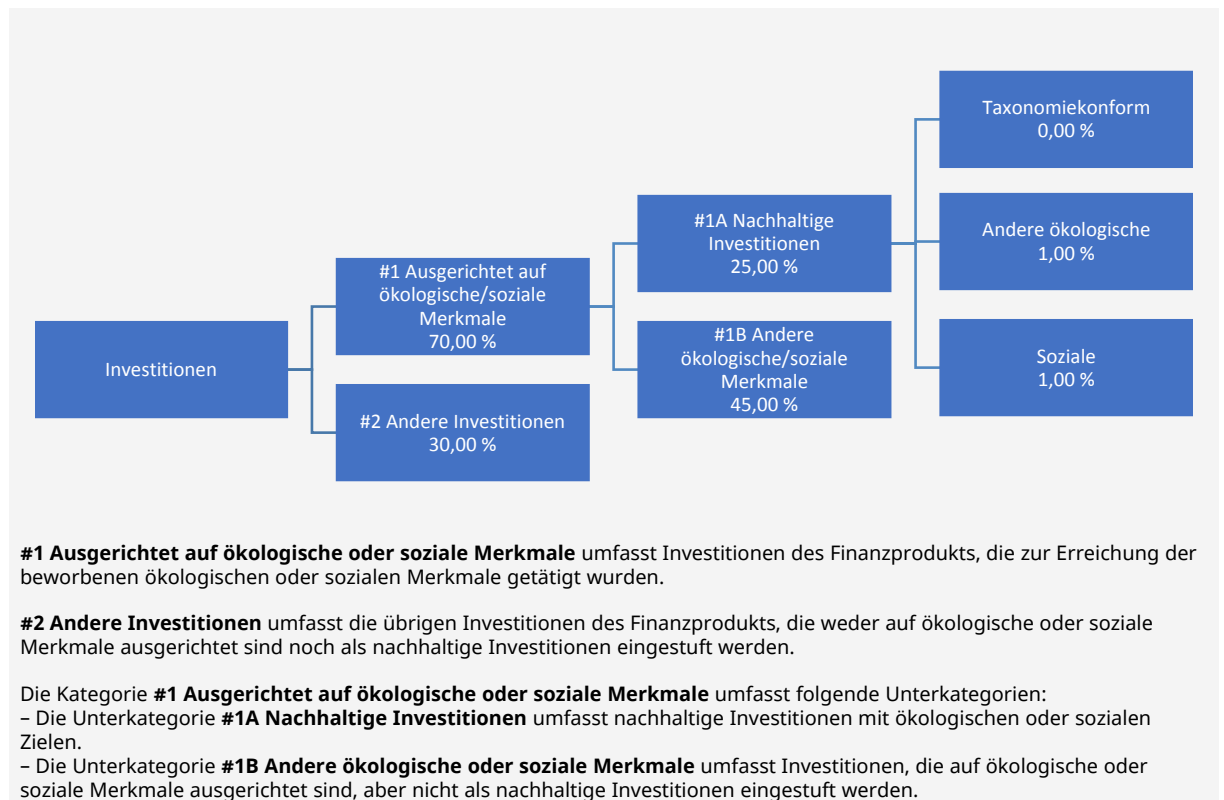 Investitionen
#1 Ausgerichtet auf
ökologische/soziale
Merkmale
70,00 %
#2 Andere Investitionen
30,00 %
#1A Nachhaltige
Investitionen
25,00 %
#1B Andere
ökologische/soziale
Merkmale
45,00 %
Taxonomiekonform
0,00 %
Andere ökologische
1,00 %
Soziale
1,00 %
#1 Ausgerichtet auf ökologische oder soziale Merkmale umfasst Investitionen des Finanzprodukts, die zur Erreichung der
beworbenen ökologischen oder sozialen Merkmale getätigt wurden.
#2 Andere Investitionen umfasst die übrigen Investitionen des Finanzprodukts, die weder auf ökologische oder soziale
Merkmale ausgerichtet sind noch als nachhaltige Investitionen eingestuft werden.
Die Kategorie #1 Ausgerichtet auf ökologische oder soziale Merkmale umfasst folgende Unterkategorien:
– Die Unterkategorie #1A Nachhaltige Investitionen umfasst nachhaltige Investitionen mit ökologischen oder sozialen
Zielen.
– Die Unterkategorie #1B Andere ökologische oder soziale Merkmale umfasst Investitionen, die auf ökologische oder
soziale Merkmale ausgerichtet sind, aber nicht als nachhaltige Investitionen eingestuft werden.